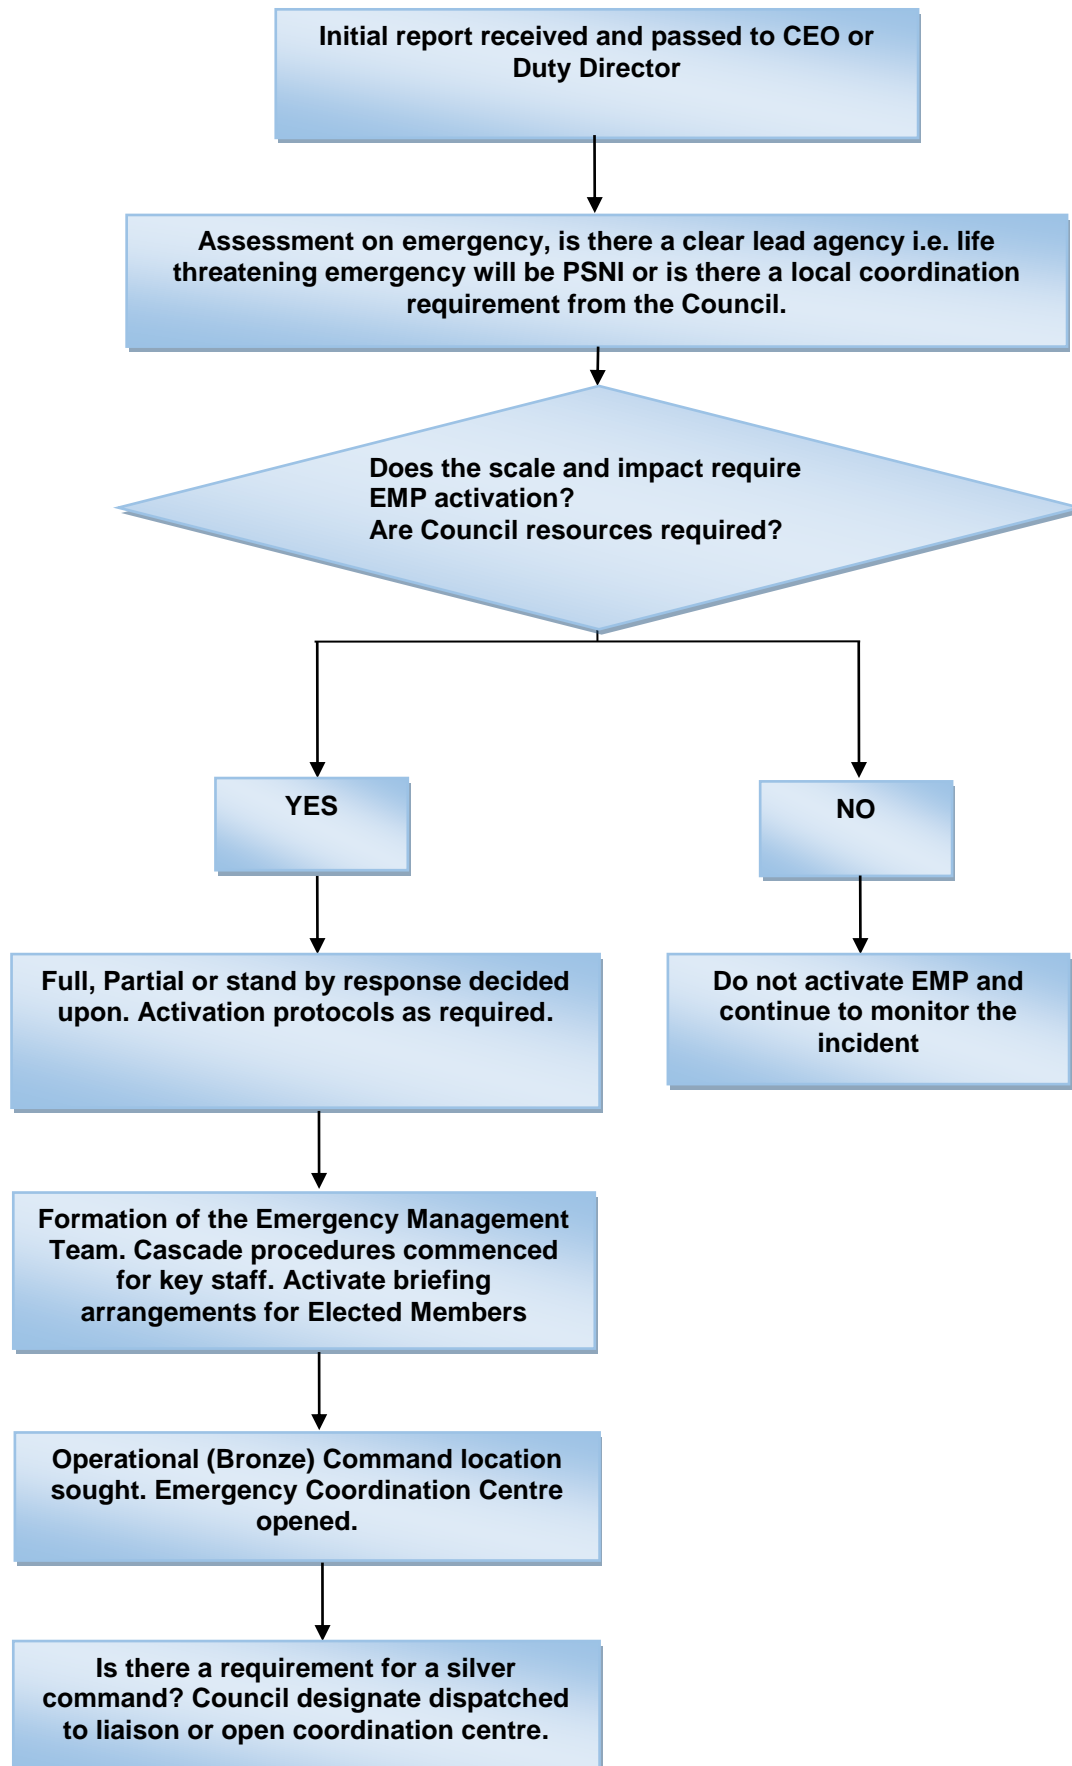 Initial report received and passed to CEO or
Duty Director
Assessment on emergency, is there a clear lead agency i.e. life
threatening emergency will be PSNI or is there a local coordination
requirement from the Council.
Does the scale and impact require
EMP activation?
Are Council resources required?
YES
NO
Full, Partial or stand by response decided
upon. Activation protocols as required.
Do not activate EMP and
continue to monitor the
incident
Formation of the Emergency Management
Team. Cascade procedures commenced
for key staff. Activate briefing
arrangements for Elected Members
Operational (Bronze) Command location
sought. Emergency Coordination Centre
opened.
Is there a requirement for a silver
command? Council designate dispatched
to liaison or open coordination centre.